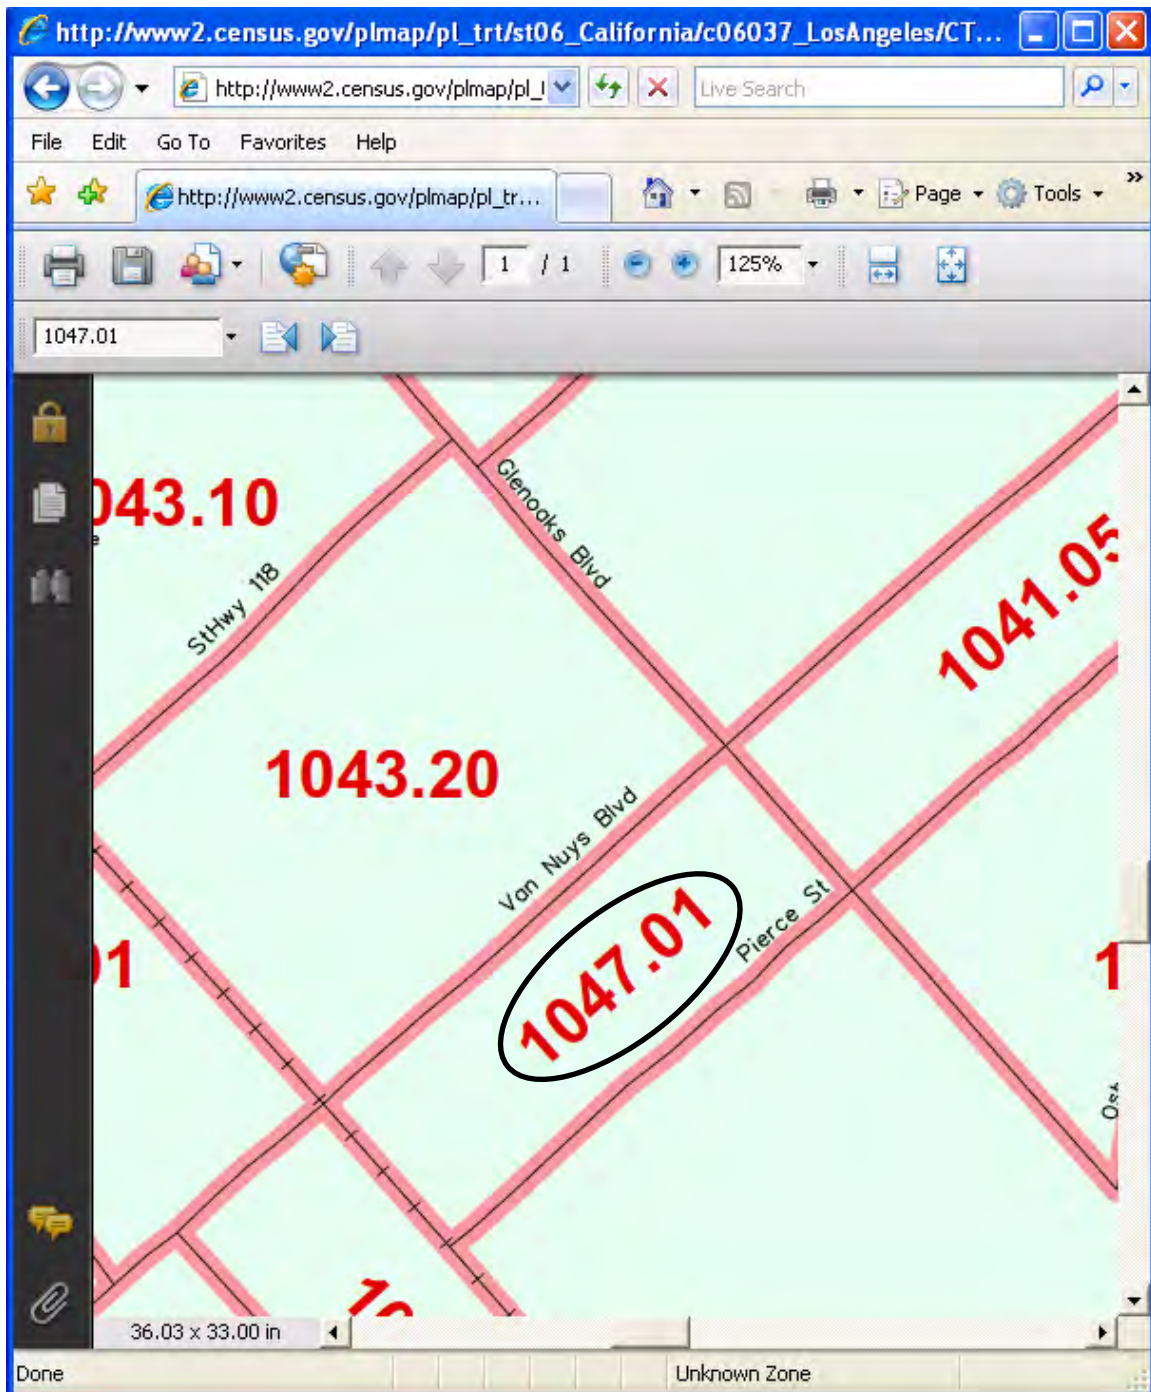 http://www2.census.gov/plmap/pl_trt/st06_California/c06037_LosAngeles/CT...
http://www2.census.gov/plmap/pl_
Live Search
File Edit Go To Favorites Help
http://www2.census.gov/plmap/pl_tr...
Page Tools
1 / 1 125%
1047.01
043.10
StHwy 118
Glenoaks Blvd
1041.05
1043.20
Van Nuys Blvd
1047.01
Pierce St
01
1
10
36.03 x 33.00 in
Done Unknown Zone